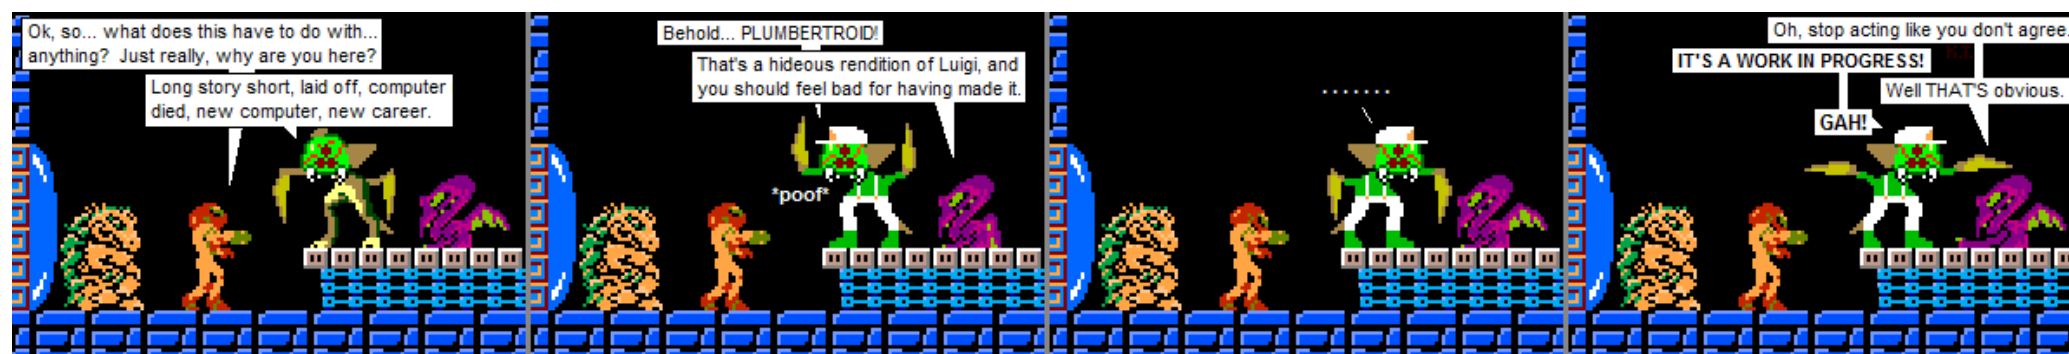 Ok, so... what does this have to do with...
anything? Just really, why are you here?
Long story short, laid off, computer
died, new computer, new career.
Behold... PLUMBERTROID!
That's a hideous rendition of Luigi, and
you should feel bad for having made it.
*poof*
.......
Oh, stop acting like you don't agree.
IT'S A WORK IN PROGRESS!
Well THAT'S obvious.
GAH!